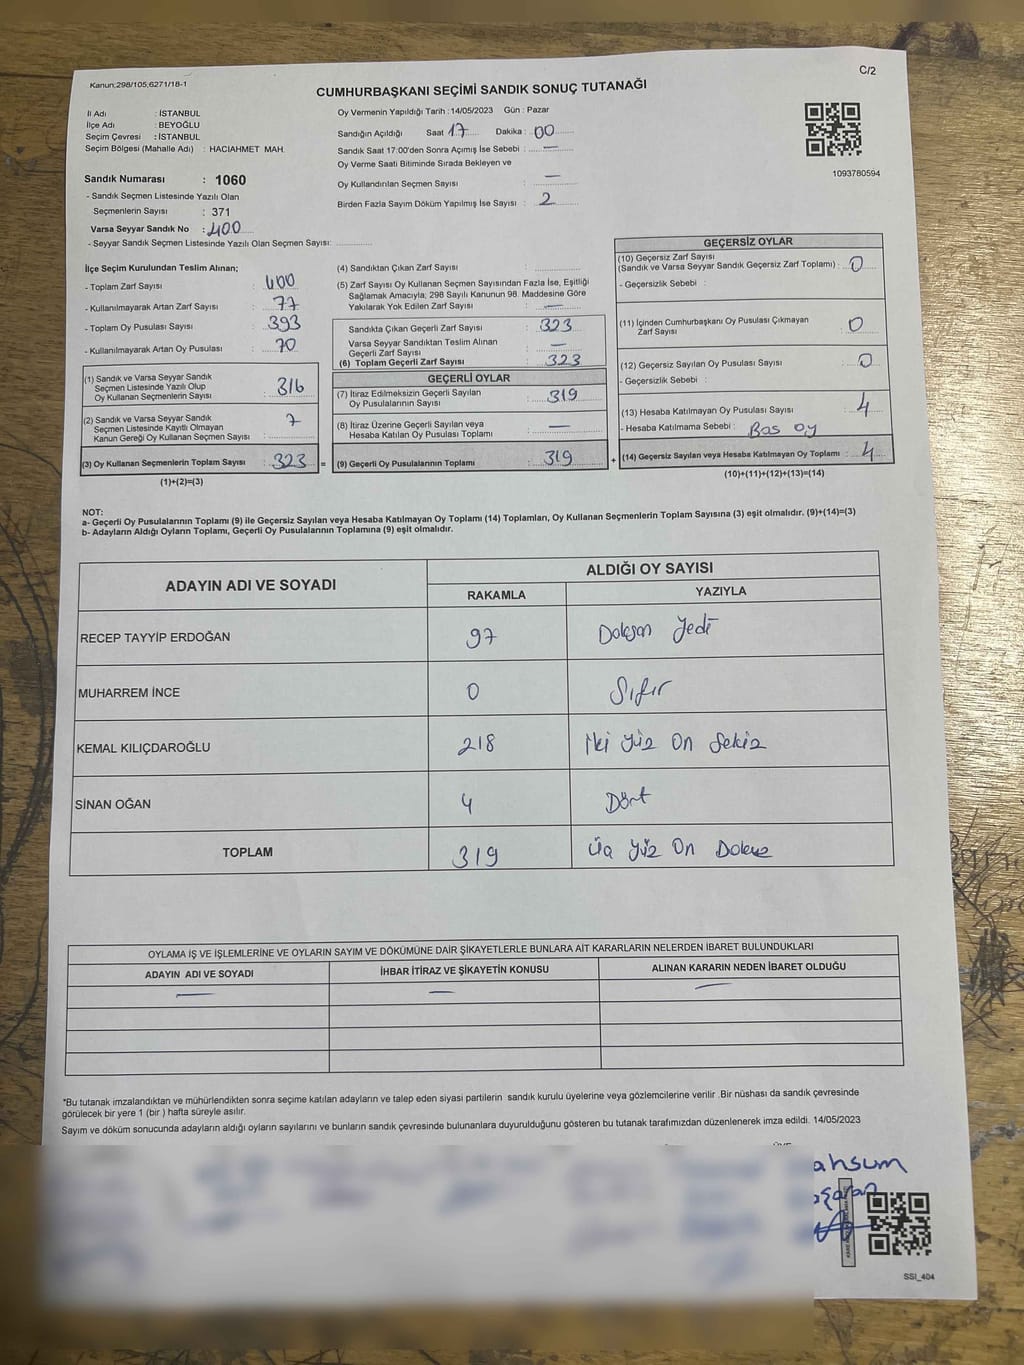 Kanun:298/105;6271/18-1
C/2
CUMHURBAŞKANI SEÇİMİ SANDIK SONUÇ TUTANAĞI
İl Adı : İSTANBUL
İlçe Adı : BEYOĞLU
Seçim Çevresi : İSTANBUL
Seçim Bölgesi (Mahalle Adı) : HACIAHMET MAH.
Oy Vermenin Yapıldığı Tarih :14/05/2023 Gün : Pazar
Sandığın Açıldığı Saat 17 Dakika : 00
Sandık Saat 17:00'den Sonra Açımış İse Sebebi : —
Oy Verme Saati Bitiminde Sırada Bekleyen ve
Oy Kullandırılan Seçmen Sayısı : —
Birden Fazla Sayım Döküm Yapılmış İse Sayısı : 2
1093780594
Sandık Numarası : 1060
- Sandık Seçmen Listesinde Yazılı Olan
Seçmenlerin Sayısı : 371
Varsa Seyyar Sandık No : 400
- Seyyar Sandık Seçmen Listesinde Yazılı Olan Seçmen Sayısı:
İlçe Seçim Kurulundan Teslim Alınan;
- Toplam Zarf Sayısı : 400
- Kullanılmayarak Artan Zarf Sayısı : 77
- Toplam Oy Pusulası Sayısı : 393
- Kullanılmayarak Artan Oy Pusulası : 70
(1) Sandık ve Varsa Seyyar Sandık
Seçmen Listesinde Yazılı Olup
Oy Kullanan Seçmenlerin Sayısı : 316
(2) Sandık ve Varsa Seyyar Sandık
Seçmen Listesinde Kayıtlı Olmayan
Kanun Gereği Oy Kullanan Seçmen Sayısı : 7
(3) Oy Kullanan Seçmenlerin Toplam Sayısı : 323 =
(1)+(2)=(3)
(4) Sandıktan Çıkan Zarf Sayısı :
(5) Zarf Sayısı Oy Kullanan Seçmen Sayısından Fazla İse, Eşitliği
Sağlamak Amacıyla; 298 Sayılı Kanunun 98. Maddesine Göre
Yakılarak Yok Edilen Zarf Sayısı : —
Sandıkta Çıkan Geçerli Zarf Sayısı : 323
Varsa Seyyar Sandıktan Teslim Alınan
Geçerli Zarf Sayısı : —
(6) Toplam Geçerli Zarf Sayısı : 323
GEÇERLİ OYLAR
(7) İtiraz Edilmeksizin Geçerli Sayılan
Oy Pusulalarının Sayısı : 319
(8) İtiraz Üzerine Geçerli Sayılan veya
Hesaba Katılan Oy Pusulası Toplamı : —
(9) Geçerli Oy Pusulalarının Toplamı : 319 +
GEÇERSİZ OYLAR
(10) Geçersiz Zarf Sayısı
(Sandık ve Varsa Seyyar Sandık Geçersiz Zarf Toplamı) : 0
- Geçersizlik Sebebi :
(11) İçinden Cumhurbaşkanı Oy Pusulası Çıkmayan
Zarf Sayısı : 0
(12) Geçersiz Sayılan Oy Pusulası Sayısı : 0
- Geçersizlik Sebebi :
(13) Hesaba Katılmayan Oy Pusulası Sayısı : 4
- Hesaba Katılmama Sebebi : Bos oy
(14) Geçersiz Sayılan veya Hesaba Katılmayan Oy Toplamı : 4
(10)+(11)+(12)+(13)=(14)
NOT:
a- Geçerli Oy Pusulalarının Toplamı (9) ile Geçersiz Sayılan veya Hesaba Katılmayan Oy Toplamı (14) Toplamları, Oy Kullanan Seçmenlerin Toplam Sayısına (3) eşit olmalıdır. (9)+(14)=(3)
b- Adayların Aldığı Oyların Toplamı, Geçerli Oy Pusulalarının Toplamına (9) eşit olmalıdır.
ADAYIN ADI VE SOYADI
ALDIĞI OY SAYISI
RAKAMLA YAZIYLA
RECEP TAYYİP ERDOĞAN 97 Doksan Yedi
MUHARREM İNCE 0 Sıfır
KEMAL KILIÇDAROĞLU 218 İki yüz On Sekiz
SİNAN OĞAN 4 Dört
TOPLAM 319 Üç yüz On Dokuz
OYLAMA İŞ VE İŞLEMLERİNE VE OYLARIN SAYIM VE DÖKÜMÜNE DAİR ŞİKAYETLERLE BUNLARA AİT KARARLARIN NELERDEN İBARET BULUNDUKLARI
ADAYIN ADI VE SOYADI İHBAR İTİRAZ VE ŞİKAYETİN KONUSU ALINAN KARARIN NEDEN İBARET OLDUĞU
— — —
*Bu tutanak imzalandıktan ve mühürlendikten sonra seçime katılan adayların ve talep eden siyasi partilerin sandık kurulu üyelerine veya gözlemcilerine verilir .Bir nüshası da sandık çevresinde
görülecek bir yere 1 (bir ) hafta süreyle asılır.
Sayım ve döküm sonucunda adayların aldığı oyların sayılarını ve bunların sandık çevresinde bulunanlara duyurulduğunu gösteren bu tutanak tarafımızdan düzenlenerek imza edildi. 14/05/2023
ahsum
SSI_404